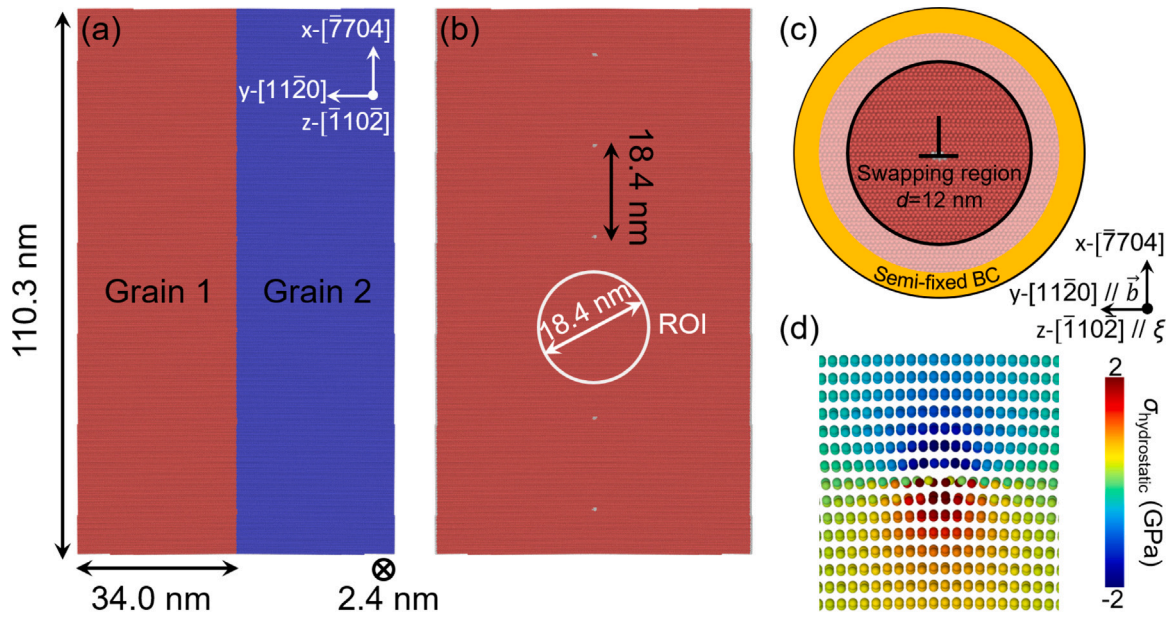 (a)
x-[7̅704]
y-[112̅0]
z-[1̅102̅]
110.3 nm
Grain 1
Grain 2
34.0 nm
2.4 nm
(b)
18.4 nm
18.4 nm
ROI
(c)
Swapping region
d=12 nm
Semi-fixed BC
x-[7̅704]
y-[112̅0] // b⃗
z-[1̅102̅] // ξ
(d)
2
σhydrostatic (GPa)
-2